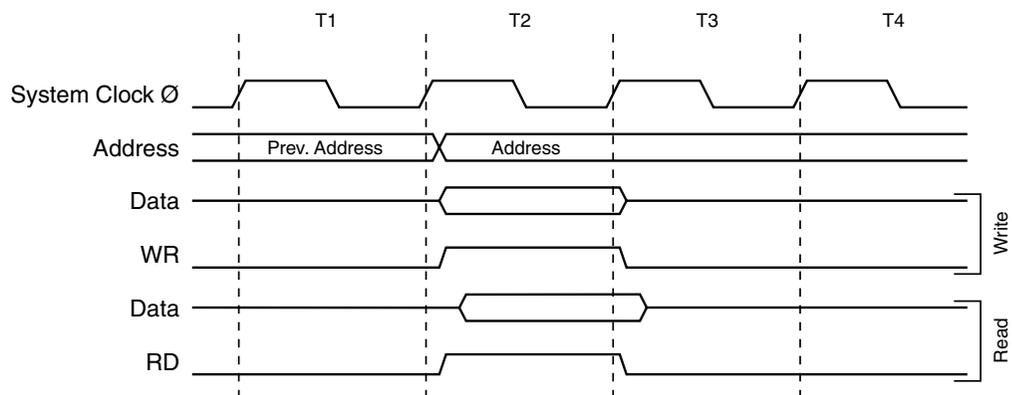 T1 T2 T3 T4
System Clock Ø
Address Prev. Address Address
Data
WR
Write
Data
RD
Read